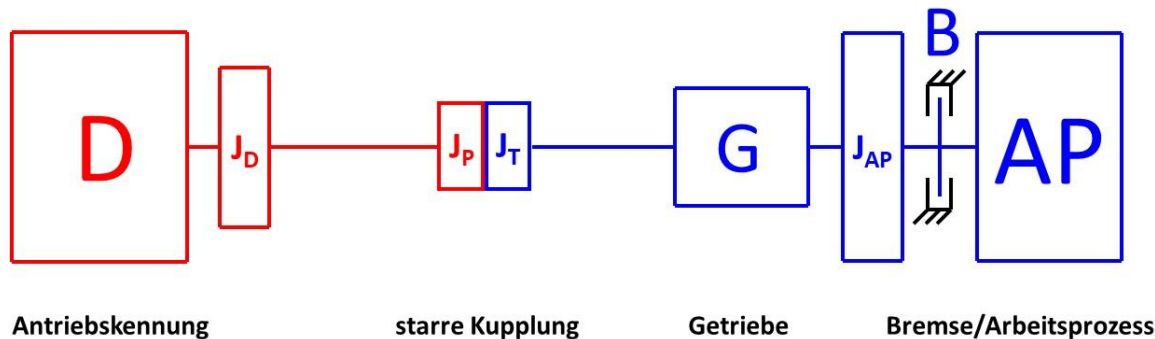 D
J_D
J_P
J_T
G
J_AP
B
AP
Antriebskennung
starre Kupplung
Getriebe
Bremse/Arbeitsprozess